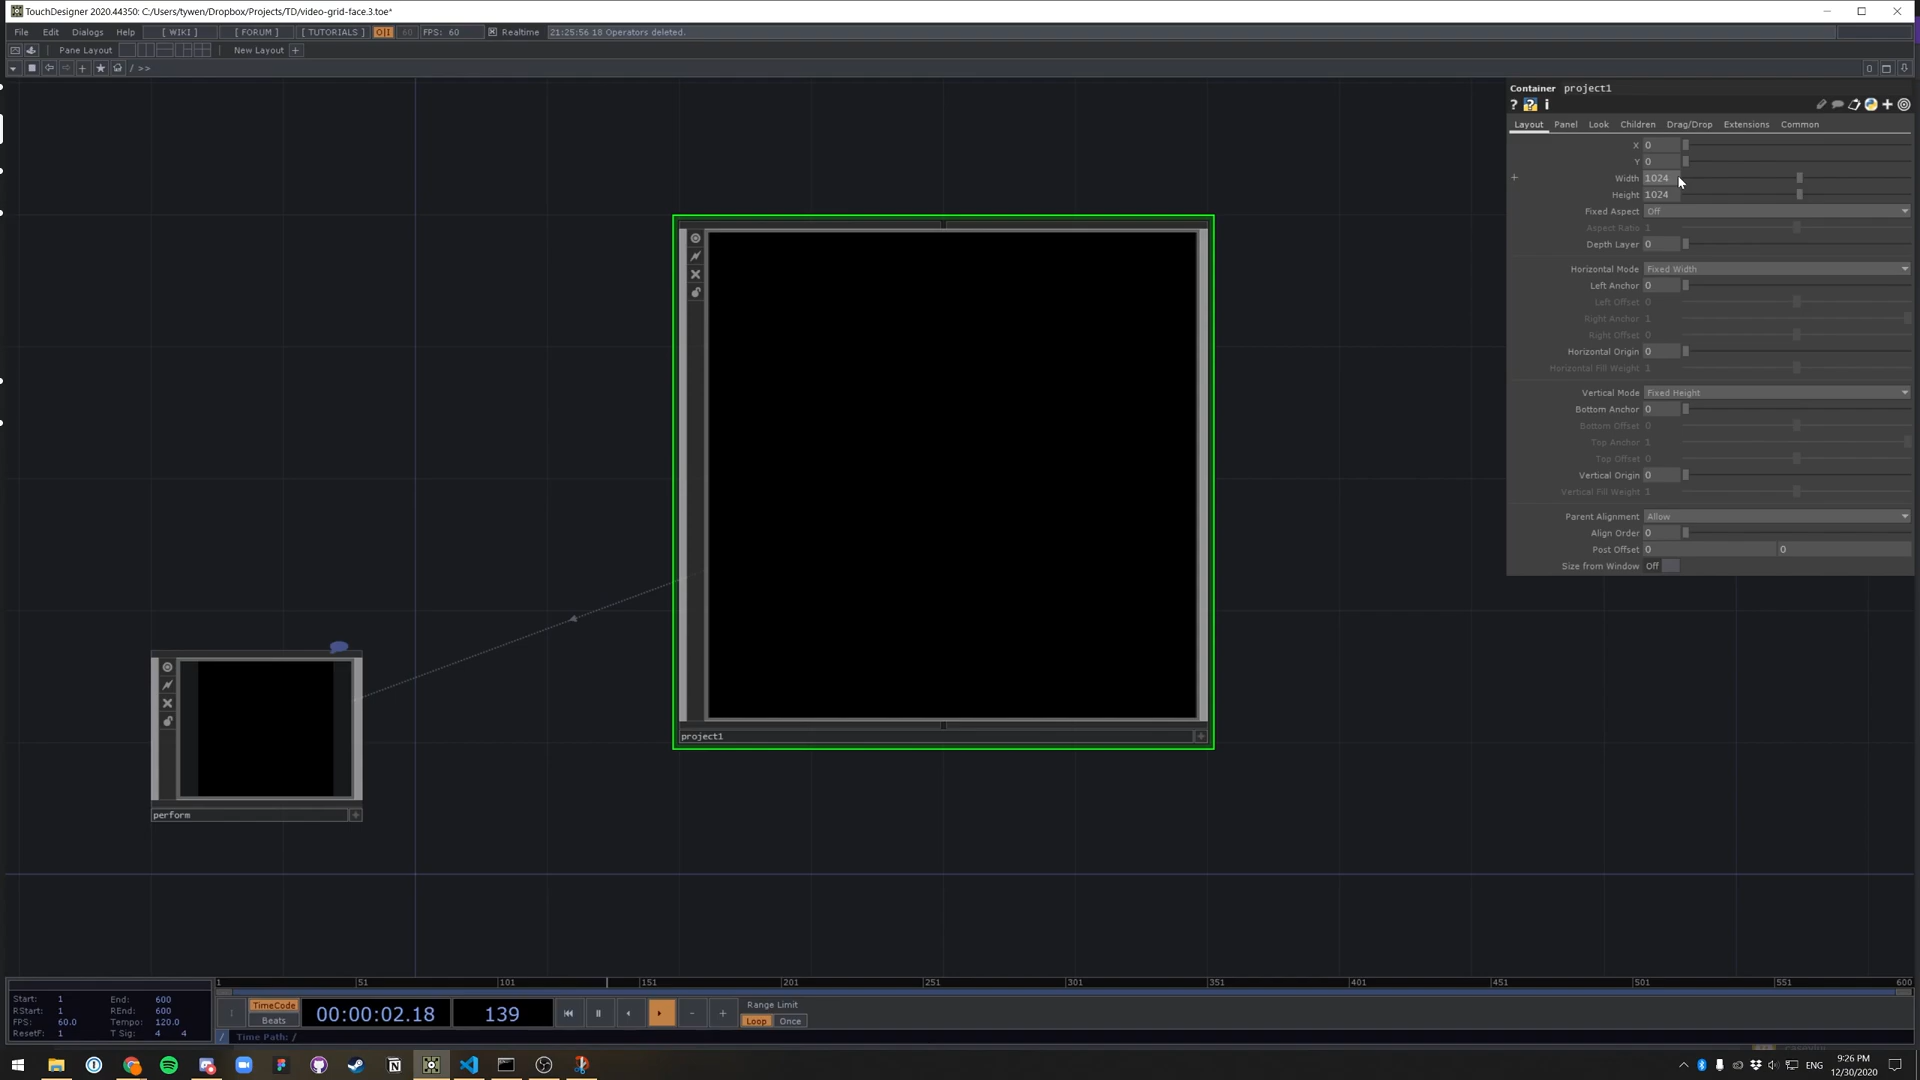 TouchDesigner 2020.44350: C:/Users/tywen/Dropbox/Projects/TD/video-grid-face.3.toe*
File Edit Dialogs Help [ WIKI ] [ FORUM ] [ TUTORIALS ] O|I 60 FPS: 60 Realtime 21:25:56 18 Operators deleted.
Pane Layout New Layout +
/ >> 0
Container project1
? ? i
Layout Panel Look Children Drag/Drop Extensions Common
X 0
Y 0
Width 1024
Height 1024
Fixed Aspect Off
Aspect Ratio 1
Depth Layer 0
Horizontal Mode Fixed Width
Left Anchor 0
Left Offset 0
Right Anchor 1
Right Offset 0
Horizontal Origin 0
Horizontal Fill Weight 1
Vertical Mode Fixed Height
Bottom Anchor 0
Bottom Offset 0
Top Anchor 1
Top Offset 0
Vertical Origin 0
Vertical Fill Weight 1
Parent Alignment Allow
Align Order 0
Post Offset 0 0
Size from Window Off
project1
perform
1 51 101 151 201 251 301 351 401 451 501 551 600
Start: 1 End: 600
RStart: 1 REnd: 600
FPS: 60.0 Tempo: 120.0
ResetF: 1 T Sig: 4 4
TimeCode
Beats
00:00:02.18
139
Range Limit
Loop Once
/ Time Path: /
ENG
9:26 PM
12/30/2020